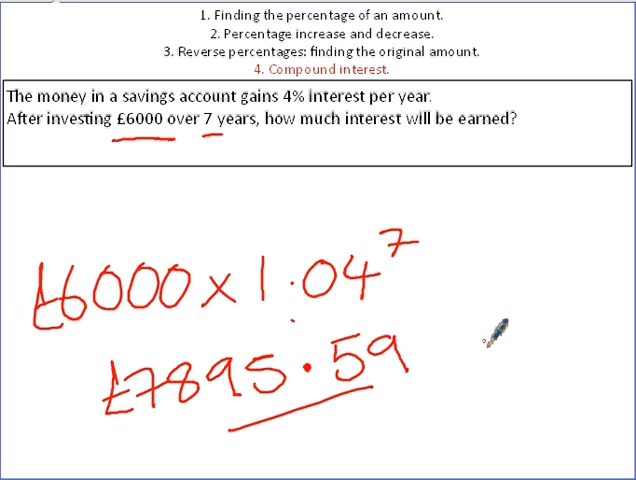 1. Finding the percentage of an amount.
2. Percentage increase and decrease.
3. Reverse percentages: finding the original amount.
4. Compound interest.
The money in a savings account gains 4% interest per year.
After investing £6000 over 7 years, how much interest will be earned?
£6000 × 1·04⁷
£7895·59